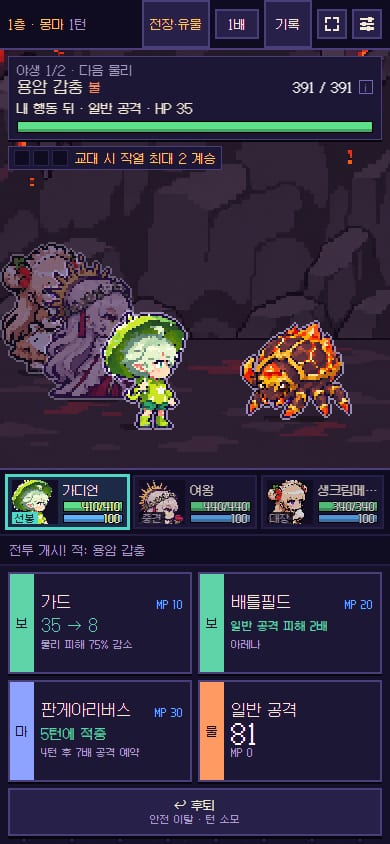 1층 · 몽마 1턴
전장·유물
1배
기록
야생 1/2 · 다음 물리
용암 갑충 불
391 / 391
내 행동 뒤 · 일반 공격 · HP 35
교대 시 작열 최대 2 계승
가디언
410/410
100
선봉
여왕
440/440
100
중견
생크림메…
340/340
100
대장
전투 개시! 적: 용암 갑충
보
가드
MP 10
35 → 8
물리 피해 75% 감소
보
배틀필드
MP 20
일반 공격 피해 2배
아레나
마
판게아리버스
MP 30
5턴에 적중
4턴 후 7배 공격 예약
물
일반 공격
81
MP 0
↩ 후퇴
안전 이탈 · 턴 소모